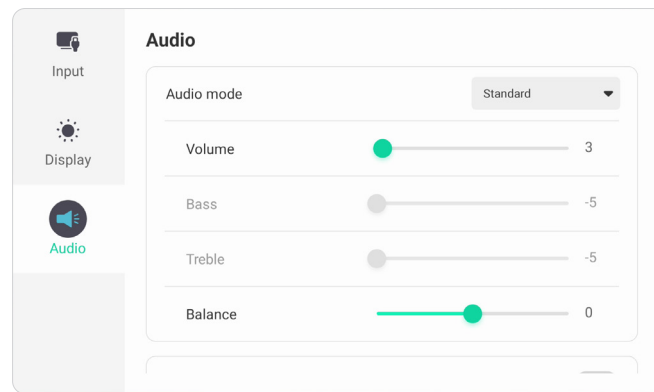 Input
Display
Audio
Audio
Audio mode
Standard
Volume
3
Bass
-5
Treble
-5
Balance
0